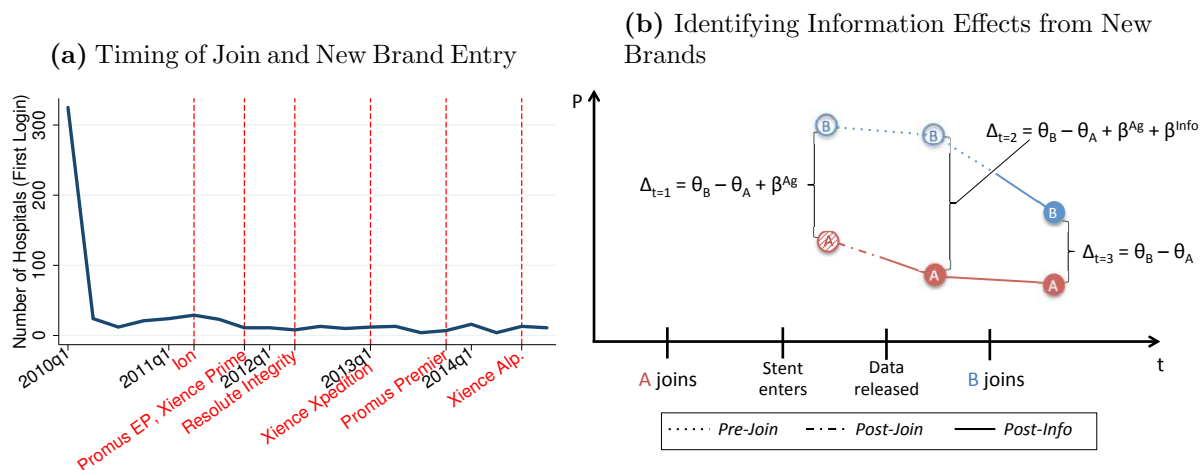 (a) Timing of Join and New Brand Entry
Number of Hospitals (First Login)
300
200
100
0
2010q1
2011q1
Ion
Promus EP, Xience Prime
2012q1
Resolute Integrity
2013q1
Xience Xpedition
Promus Premier
2014q1
Xience Alp.
(b) Identifying Information Effects from New
Brands
P
B
B
Δt=2 = θB − θA + βAg + βInfo
Δt=1 = θB − θA + βAg
B
A
Δt=3 = θB − θA
A
A
t
A joins
Stent
enters
Data
released
B joins
Pre-Join
Post-Join
Post-Info